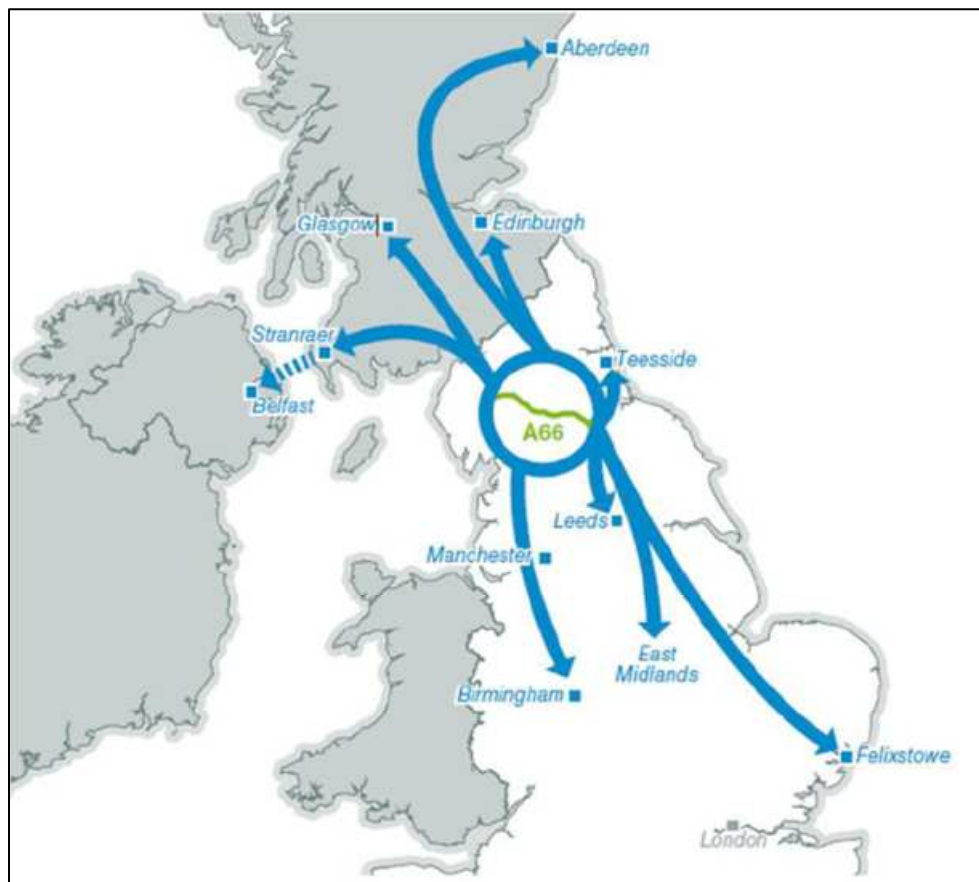 Aberdeen
Glasgow
Edinburgh
Stranraer
Teesside
Belfast
A66
Leeds
Manchester
East
Midlands
Birmingham
Felixstowe
London